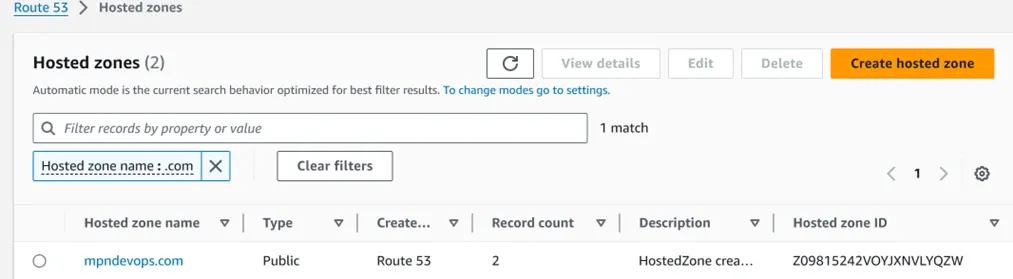 Route 53 > Hosted zones
Hosted zones (2)
View details
Edit
Delete
Create hosted zone
Automatic mode is the current search behavior optimized for best filter results. To change modes go to settings.
Filter records by property or value
1 match
Hosted zone name : .com
Clear filters
1
Hosted zone name Type Create... Record count Description Hosted zone ID
mpndevops.com Public Route 53 2 HostedZone crea... Z09815242VOYJXNVLYQZW